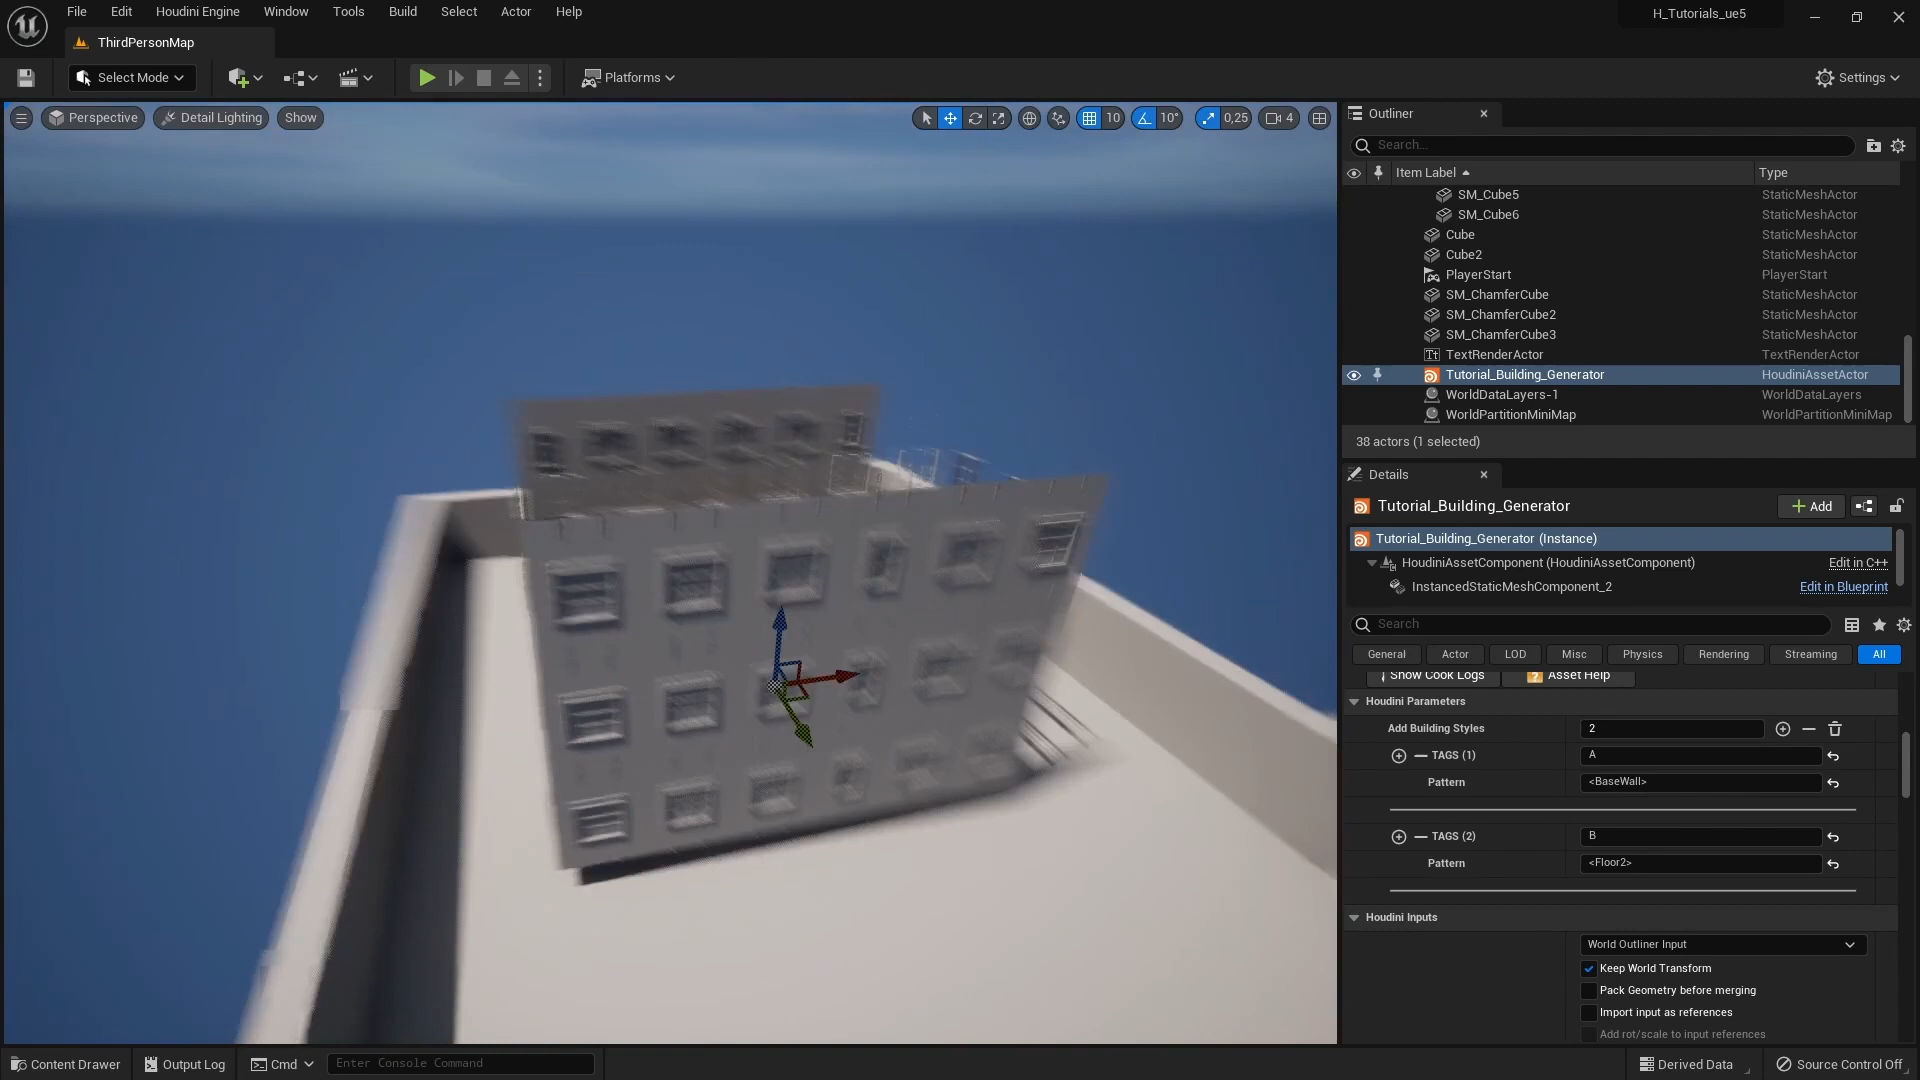 File Edit Houdini Engine Window Tools Build Select Actor Help
H_Tutorials_ue5
ThirdPersonMap
Select Mode
Platforms
Settings
Perspective Detail Lighting Show
10 10° 0,25 4
Outliner
Search...
Item Label Type
SM_Cube5 StaticMeshActor
SM_Cube6 StaticMeshActor
Cube StaticMeshActor
Cube2 StaticMeshActor
PlayerStart PlayerStart
SM_ChamferCube StaticMeshActor
SM_ChamferCube2 StaticMeshActor
SM_ChamferCube3 StaticMeshActor
Tt TextRenderActor TextRenderActor
Tutorial_Building_Generator HoudiniAssetActor
WorldDataLayers-1 WorldDataLayers
WorldPartitionMiniMap WorldPartitionMiniMap
38 actors (1 selected)
Details
Tutorial_Building_Generator
Add
Tutorial_Building_Generator (Instance)
HoudiniAssetComponent (HoudiniAssetComponent) Edit in C++
InstancedStaticMeshComponent_2 Edit in Blueprint
Search
General Actor LOD Misc Physics Rendering Streaming All
Show Cook Logs Asset Help
Houdini Parameters
Add Building Styles 2
TAGS (1) A
Pattern <BaseWall>
TAGS (2) B
Pattern <Floor2>
Houdini Inputs
World Outliner Input
Keep World Transform
Pack Geometry before merging
Import input as references
Add rot/scale to input references
Content Drawer Output Log Cmd Enter Console Command
Derived Data Source Control Off